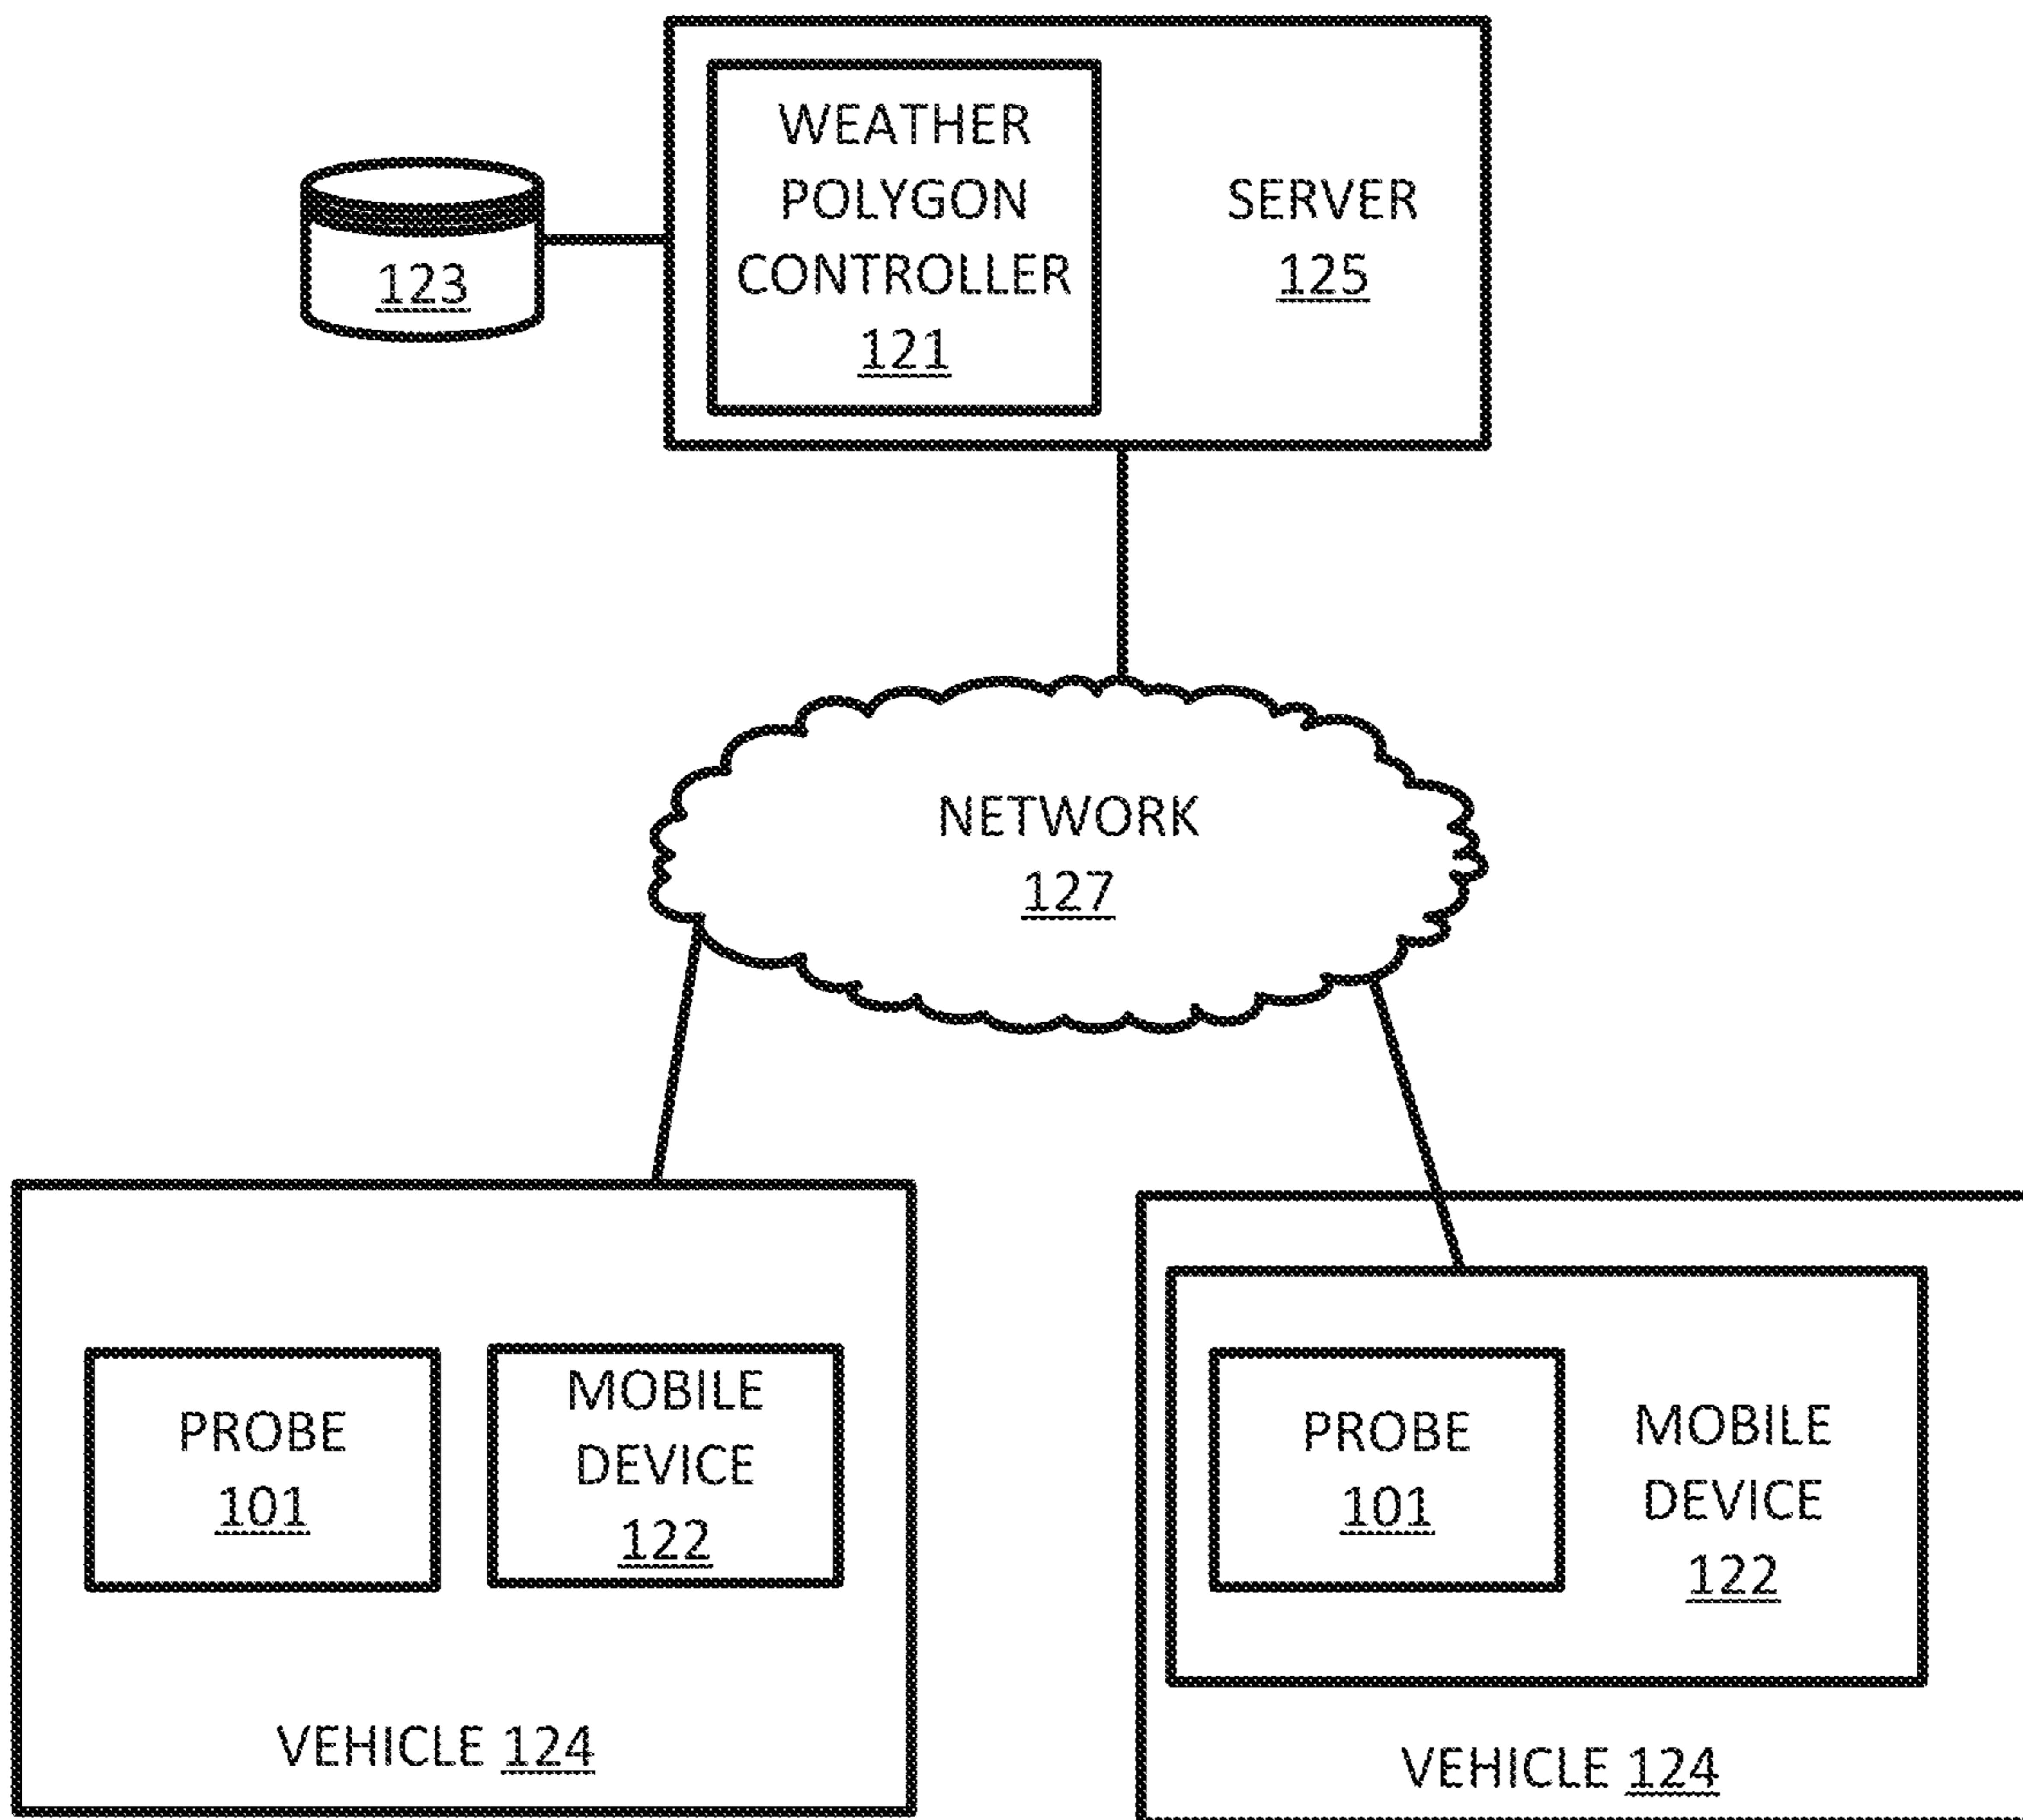 WEATHER
POLYGON
CONTROLLER
121
SERVER
125
123
NETWORK
127
PROBE
101
MOBILE
DEVICE
122
VEHICLE 124
PROBE
101
MOBILE
DEVICE
122
VEHICLE 124